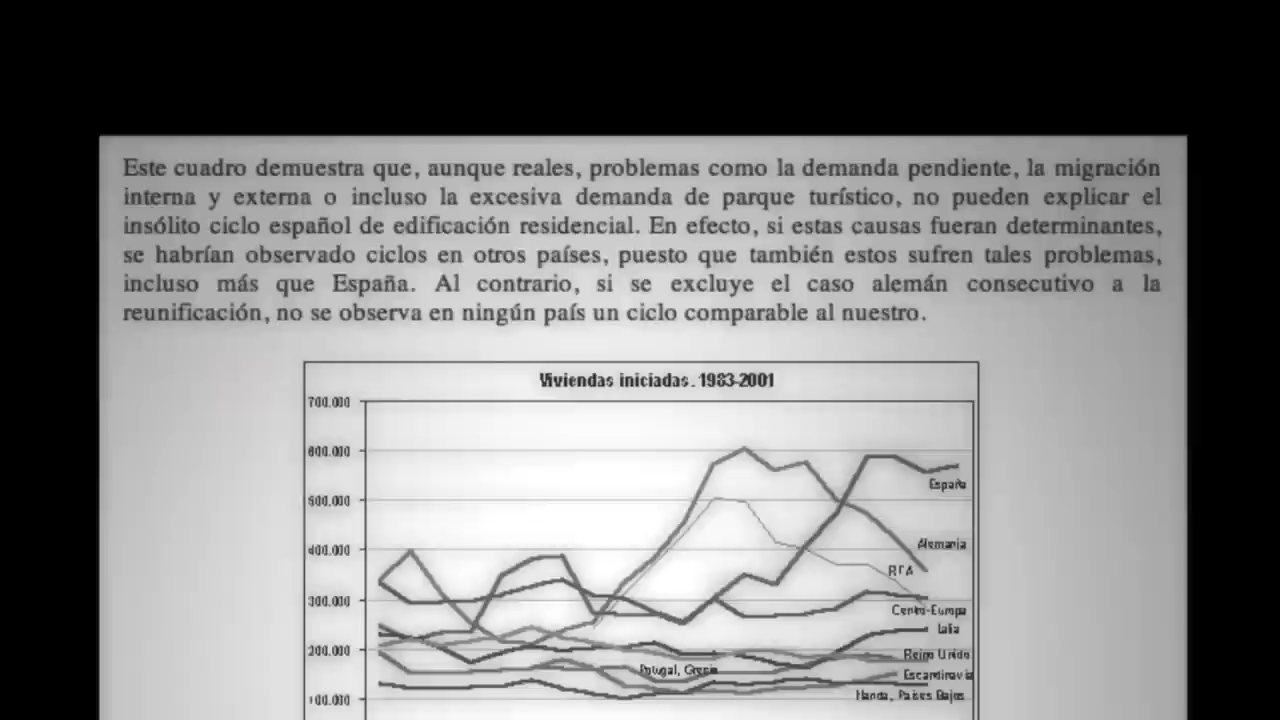 Este cuadro demuestra que, aunque reales, problemas como la demanda pendiente, la migración
interna y externa o incluso la excesiva demanda de parque turístico, no pueden explicar el
insólito ciclo español de edificación residencial. En efecto, si estas causas fueran determinantes,
se habrían observado ciclos en otros países, puesto que también estos sufren tales problemas,
incluso más que España. Al contrario, si se excluye el caso alemán consecutivo a la
reunificación, no se observa en ningún país un ciclo comparable al nuestro.
Viviendas iniciadas. 1983-2001
700.000
600.000
España
500.000
Alemania
400.000
RFA
300.000
Centro-Europa
Italia
200.000
Reino Unido
Portugal, Grecia
Escandinavia
Países Bajos
100.000